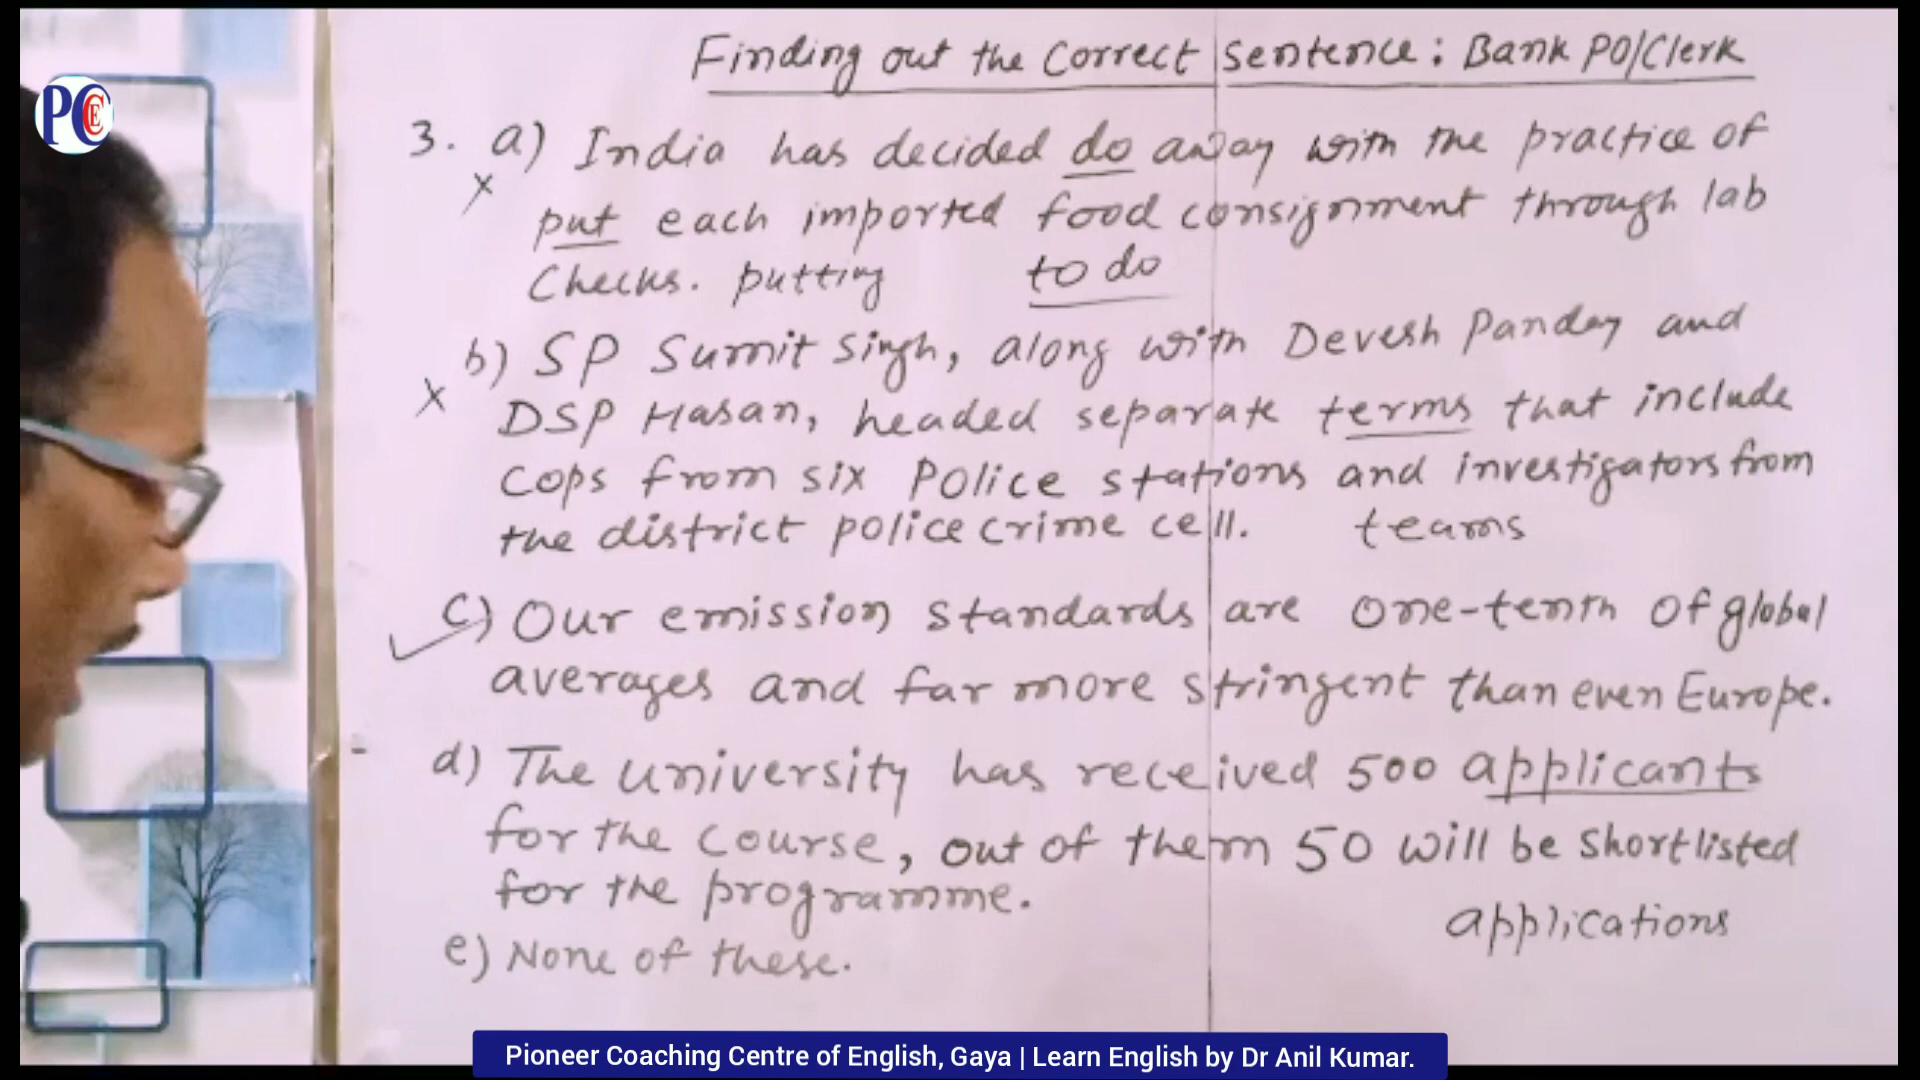 PCCE
Finding out the Correct Sentence: Bank PO/Clerk
3. a) India has decided do away with the practice of
x
put each imported food consignment through lab
Checks. putting to do
b) SP Sumit Singh, along with Devesh Panday and
x
DSP Hasan, headed separate terms that include
Cops from six Police stations and investigators from
the district police crime cell. teams
c) Our emission standards are one-tenth of global
averages and far more stringent than even Europe.
d) The university has received 500 applicants
for the course, out of them 50 will be shortlisted
for the programme.
applications
e) None of these.
Pioneer Coaching Centre of English, Gaya | Learn English by Dr Anil Kumar.